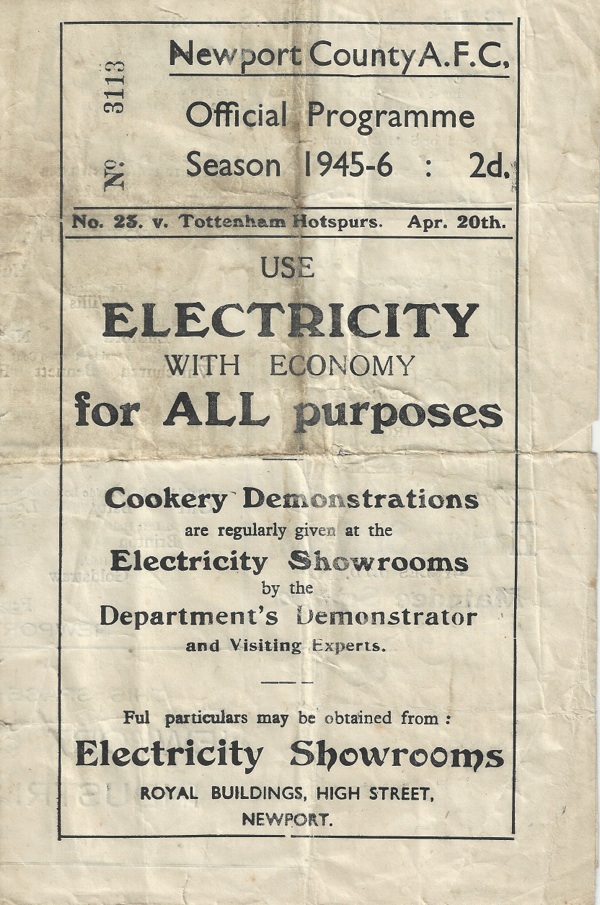 Nº 3113
Newport County A.F.C.
Official Programme
Season 1945-6 : 2d.
No. 23. v. Tottenham Hotspurs. Apr. 20th.
USE
ELECTRICITY
WITH ECONOMY
for ALL purposes
Cookery Demonstrations
are regularly given at the
Electricity Showrooms
by the
Department's Demonstrator
and Visiting Experts.
Ful particulars may be obtained from :
Electricity Showrooms
ROYAL BUILDINGS, HIGH STREET,
NEWPORT.